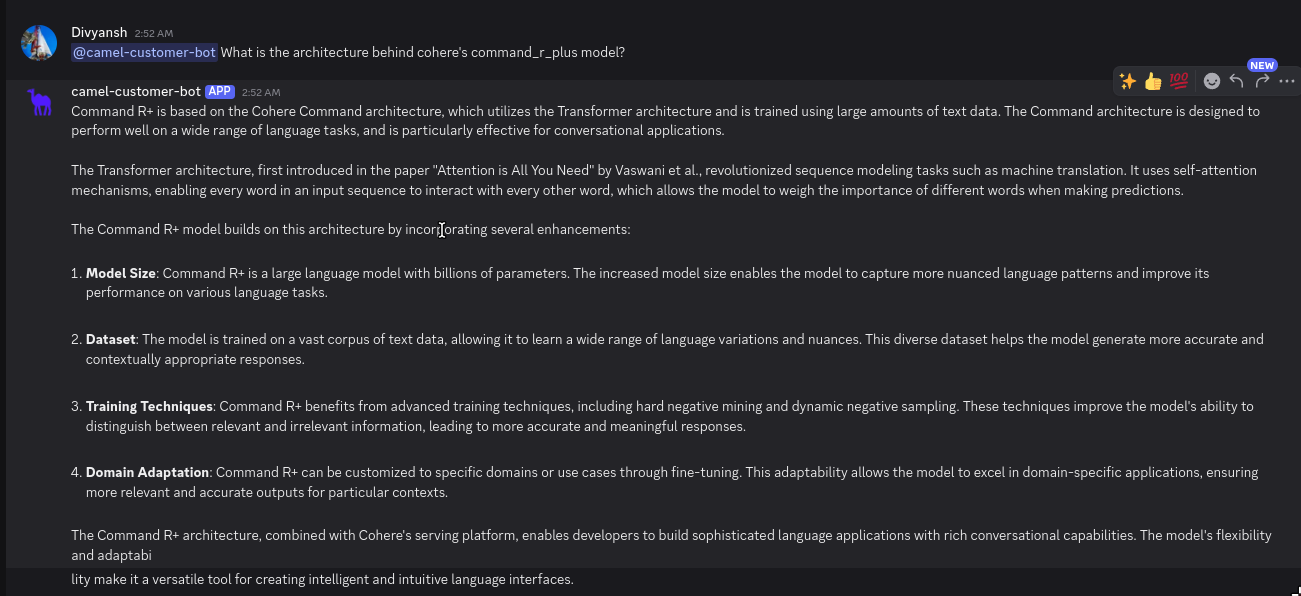 Divyansh 2:52 AM
@camel-customer-bot What is the architecture behind cohere's command_r_plus model?
NEW
camel-customer-bot APP 2:52 AM
Command R+ is based on the Cohere Command architecture, which utilizes the Transformer architecture and is trained using large amounts of text data. The Command architecture is designed to
perform well on a wide range of language tasks, and is particularly effective for conversational applications.
The Transformer architecture, first introduced in the paper "Attention is All You Need" by Vaswani et al., revolutionized sequence modeling tasks such as machine translation. It uses self-attention
mechanisms, enabling every word in an input sequence to interact with every other word, which allows the model to weigh the importance of different words when making predictions.
The Command R+ model builds on this architecture by incorporating several enhancements:
1. Model Size: Command R+ is a large language model with billions of parameters. The increased model size enables the model to capture more nuanced language patterns and improve its
performance on various language tasks.
2. Dataset: The model is trained on a vast corpus of text data, allowing it to learn a wide range of language variations and nuances. This diverse dataset helps the model generate more accurate and
contextually appropriate responses.
3. Training Techniques: Command R+ benefits from advanced training techniques, including hard negative mining and dynamic negative sampling. These techniques improve the model's ability to
distinguish between relevant and irrelevant information, leading to more accurate and meaningful responses.
4. Domain Adaptation: Command R+ can be customized to specific domains or use cases through fine-tuning. This adaptability allows the model to excel in domain-specific applications, ensuring
more relevant and accurate outputs for particular contexts.
The Command R+ architecture, combined with Cohere's serving platform, enables developers to build sophisticated language applications with rich conversational capabilities. The model's flexibility
and adaptabi
lity make it a versatile tool for creating intelligent and intuitive language interfaces.